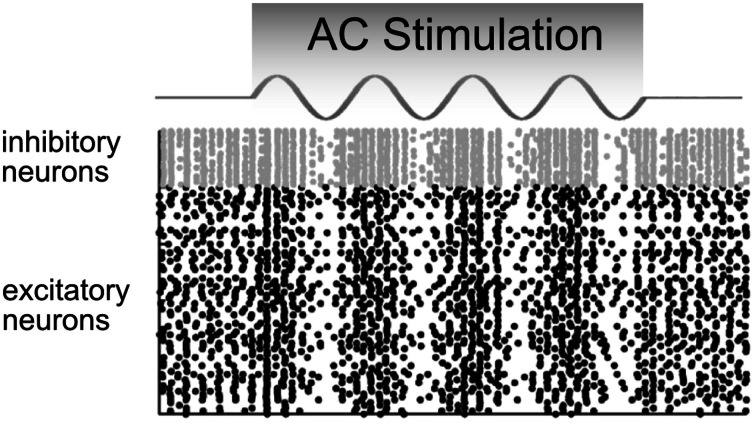 AC Stimulation
inhibitory
neurons
excitatory
neurons